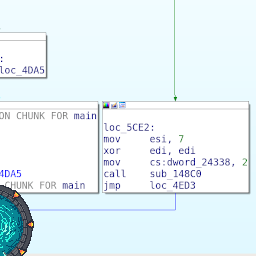 :
loc_4DA5
ON CHUNK FOR main
4DA5
CHUNK FOR main
loc_5CE2:
mov esi, 7
xor edi, edi
mov cs:dword_24338, 2
call sub_148C0
jmp loc_4ED3